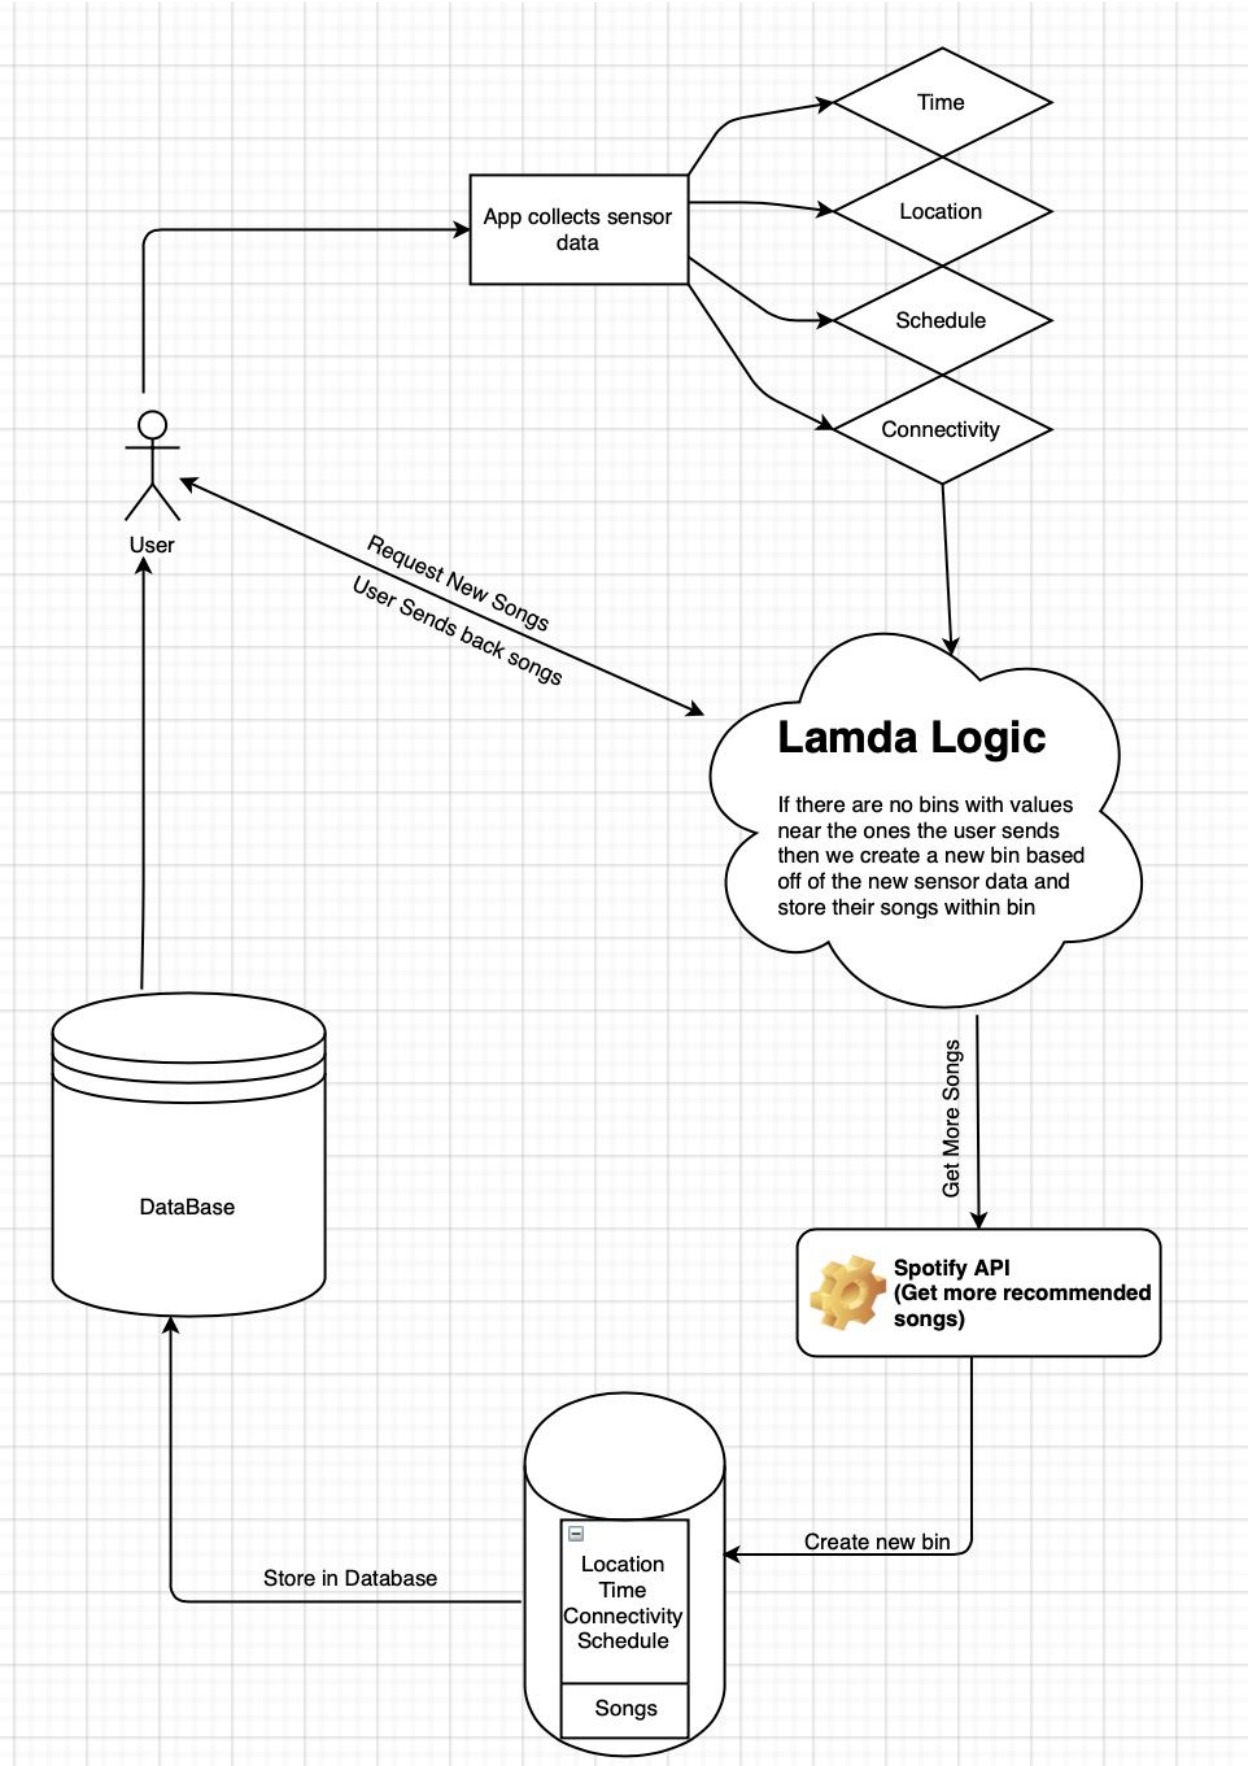 Time
App collects sensor
data
Location
Schedule
Connectivity
User
Request New Songs
User Sends back songs
Lamda Logic
If there are no bins with values
near the ones the user sends
then we create a new bin based
off of the new sensor data and
store their songs within bin
Get More Songs
DataBase
Spotify API
(Get more recommended
songs)
Create new bin
Store in Database
Location
Time
Connectivity
Schedule
Songs